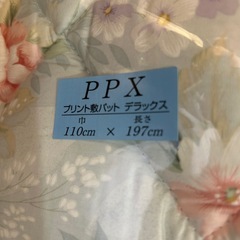 PPX
プリント敷パット デラックス
巾 長さ
110cm × 197cm